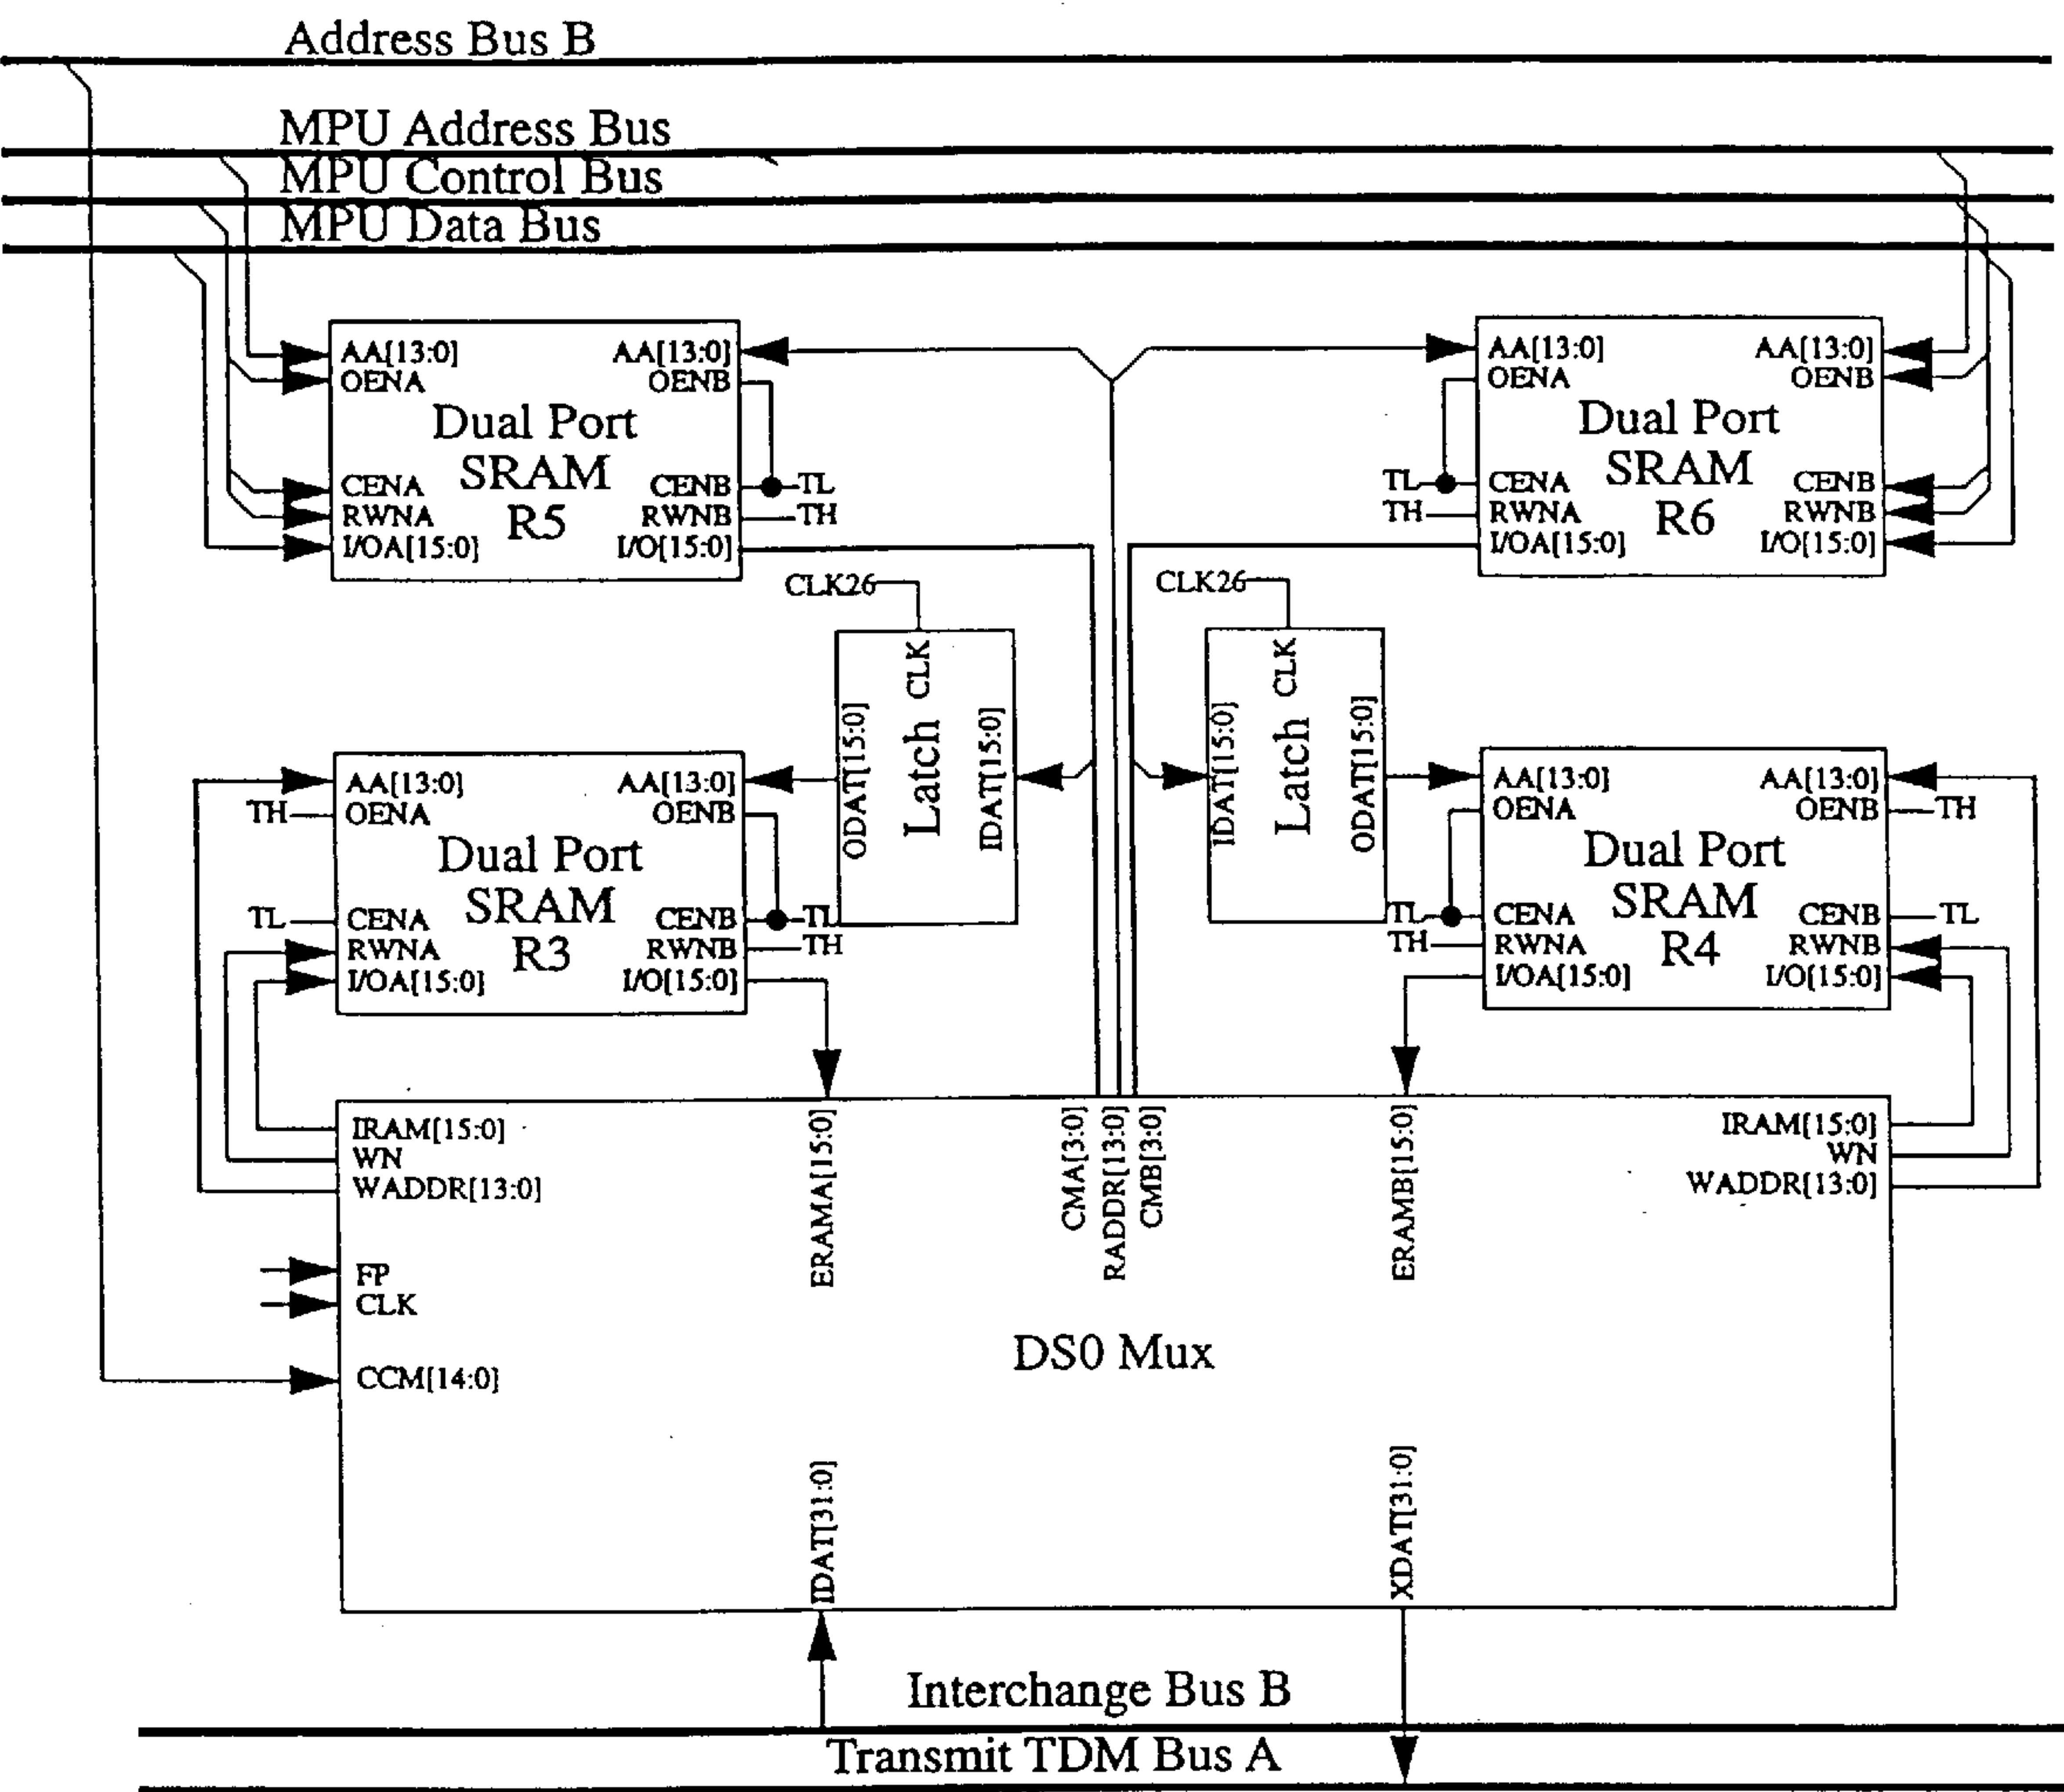 Address Bus B
MPU Address Bus
MPU Control Bus
MPU Data Bus
AA[13:0]
OENA
CENA
RWNA
I/OA[15:0]
Dual Port
SRAM
R5
AA[13:0]
OENB
CENB
RWNB
I/O[15:0]
TL
TH
AA[13:0]
OENA
TL
TH
CENA
RWNA
I/OA[15:0]
Dual Port
SRAM
R6
AA[13:0]
OENB
CENB
RWNB
I/O[15:0]
CLK26
CLK
Latch
ODAT[15:0]
IDAT[15:0]
CLK26
CLK
Latch
IDAT[15:0]
ODAT[15:0]
AA[13:0]
TH
OENA
TL
CENA
RWNA
I/OA[15:0]
Dual Port
SRAM
R3
AA[13:0]
OENB
CENB
RWNB
I/O[15:0]
TL
TH
AA[13:0]
OENA
TL
TH
CENA
RWNA
I/OA[15:0]
Dual Port
SRAM
R4
AA[13:0]
OENB
TH
CENB
TL
RWNB
I/O[15:0]
IRAM[15:0]
WN
WADDR[13:0]
FP
CLK
CCM[14:0]
ERAMA[15:0]
CMA[3:0]
RADDR[13:0]
CMB[3:0]
ERAMB[15:0]
IRAM[15:0]
WN
WADDR[13:0]
DS0 Mux
IDAT[31:0]
XDAT[31:0]
Interchange Bus B
Transmit TDM Bus A